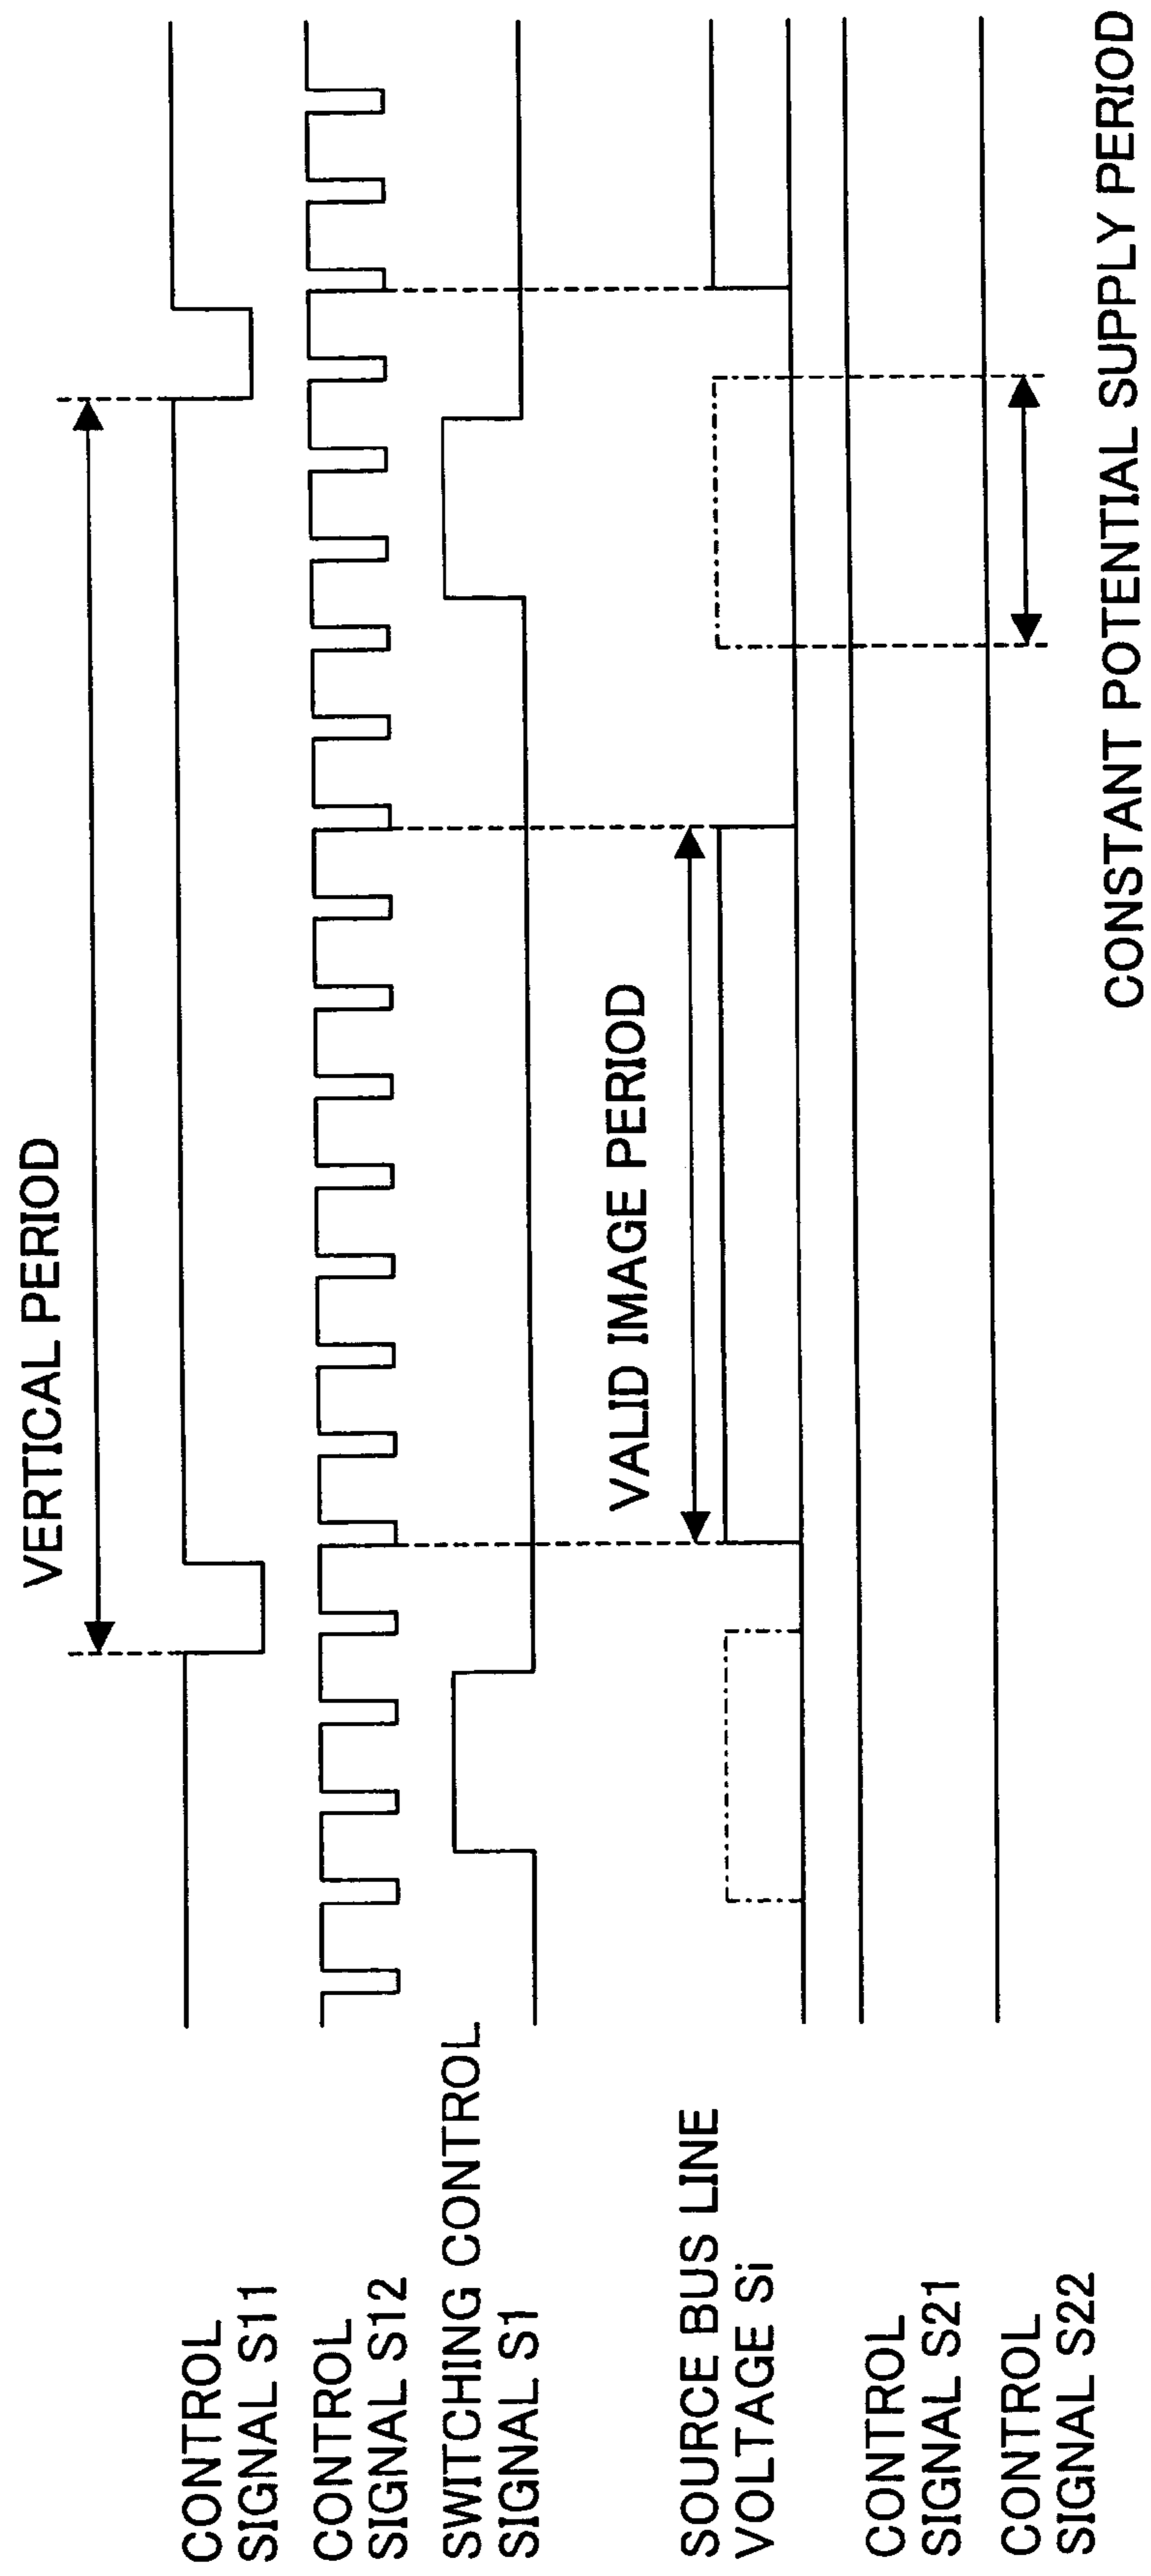 VERTICAL PERIOD
CONTROL
SIGNAL S11
CONTROL
SIGNAL S12
SWITCHING CONTROL
SIGNAL S1
VALID IMAGE PERIOD
SOURCE BUS LINE
VOLTAGE Si
CONTROL
SIGNAL S21
CONTROL
SIGNAL S22
CONSTANT POTENTIAL SUPPLY PERIOD